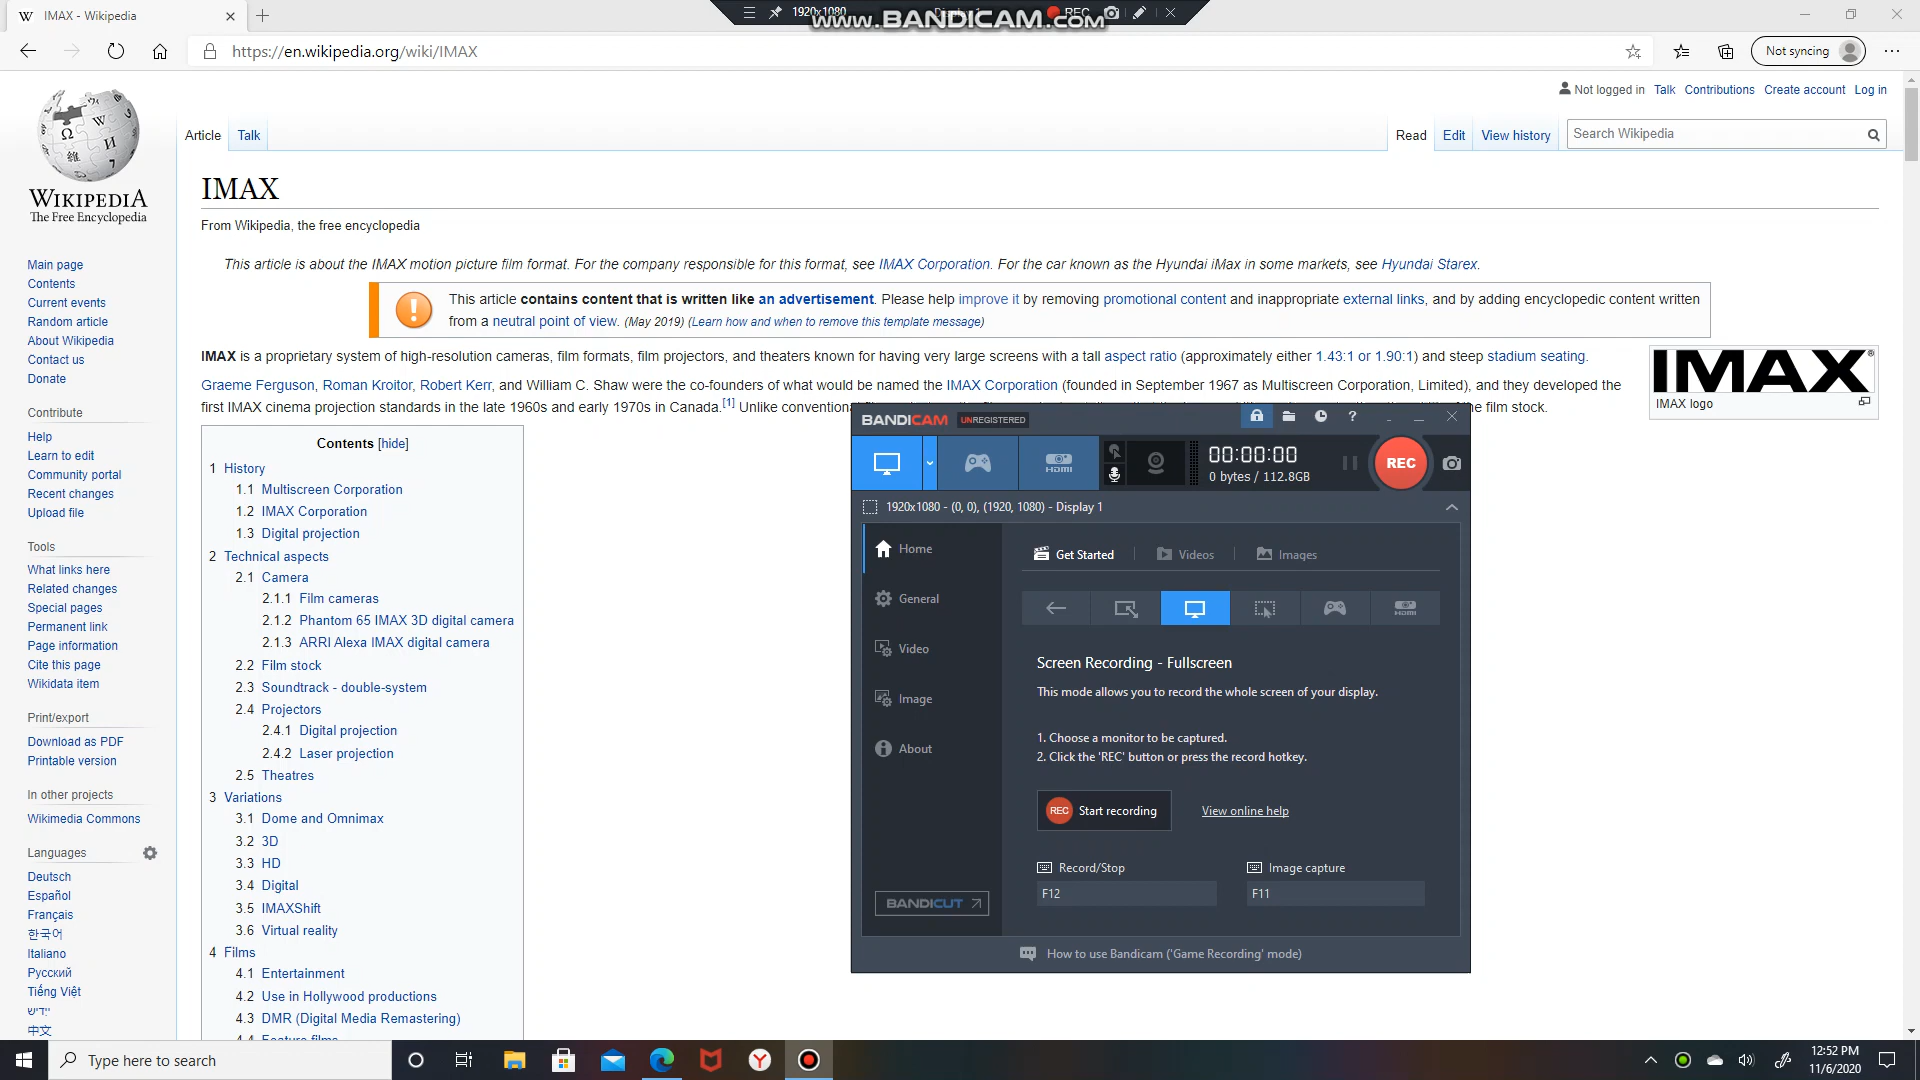 IMAX - Wikipedia
1920x1080
REC
www.BANDICAM.com
https://en.wikipedia.org/wiki/IMAX
Not syncing
Not logged in Talk Contributions Create account Log in
Article Talk
Read Edit View history Search Wikipedia
WIKIPEDIA
The Free Encyclopedia
IMAX
From Wikipedia, the free encyclopedia
This article is about the IMAX motion picture film format. For the company responsible for this format, see IMAX Corporation. For the car known as the Hyundai iMax in some markets, see Hyundai Starex.
This article contains content that is written like an advertisement. Please help improve it by removing promotional content and inappropriate external links, and by adding encyclopedic content written
from a neutral point of view. (May 2019) (Learn how and when to remove this template message)
IMAX is a proprietary system of high-resolution cameras, film formats, film projectors, and theaters known for having very large screens with a tall aspect ratio (approximately either 1.43:1 or 1.90:1) and steep stadium seating.
Graeme Ferguson, Roman Kroitor, Robert Kerr, and William C. Shaw were the co-founders of what would be named the IMAX Corporation (founded in September 1967 as Multiscreen Corporation, Limited), and they developed the
first IMAX cinema projection standards in the late 1960s and early 1970s in Canada.[1] Unlike convention
the film stock.
IMAX®
IMAX logo
Main page
Contents
Current events
Random article
About Wikipedia
Contact us
Donate
Contribute
Help
Learn to edit
Community portal
Recent changes
Upload file
Tools
What links here
Related changes
Special pages
Permanent link
Page information
Cite this page
Wikidata item
Print/export
Download as PDF
Printable version
In other projects
Wikimedia Commons
Languages
Deutsch
Español
Français
한국어
Italiano
Русский
Tiếng Việt
ייִדיש
中文
Contents [hide]
1 History
1.1 Multiscreen Corporation
1.2 IMAX Corporation
1.3 Digital projection
2 Technical aspects
2.1 Camera
2.1.1 Film cameras
2.1.2 Phantom 65 IMAX 3D digital camera
2.1.3 ARRI Alexa IMAX digital camera
2.2 Film stock
2.3 Soundtrack - double-system
2.4 Projectors
2.4.1 Digital projection
2.4.2 Laser projection
2.5 Theatres
3 Variations
3.1 Dome and Omnimax
3.2 3D
3.3 HD
3.4 Digital
3.5 IMAXShift
3.6 Virtual reality
4 Films
4.1 Entertainment
4.2 Use in Hollywood productions
4.3 DMR (Digital Media Remastering)
4.4 Feature films
BANDICAM UNREGISTERED
HDMI
00:00:00
0 bytes / 112.8GB
REC
1920x1080 - (0, 0), (1920, 1080) - Display 1
Home
General
Video
Image
About
BANDICUT
Get Started Videos Images
HDMI
Screen Recording - Fullscreen
This mode allows you to record the whole screen of your display.
1. Choose a monitor to be captured.
2. Click the 'REC' button or press the record hotkey.
REC Start recording View online help
Record/Stop Image capture
F12 F11
How to use Bandicam ('Game Recording' mode)
Type here to search
12:52 PM
11/6/2020